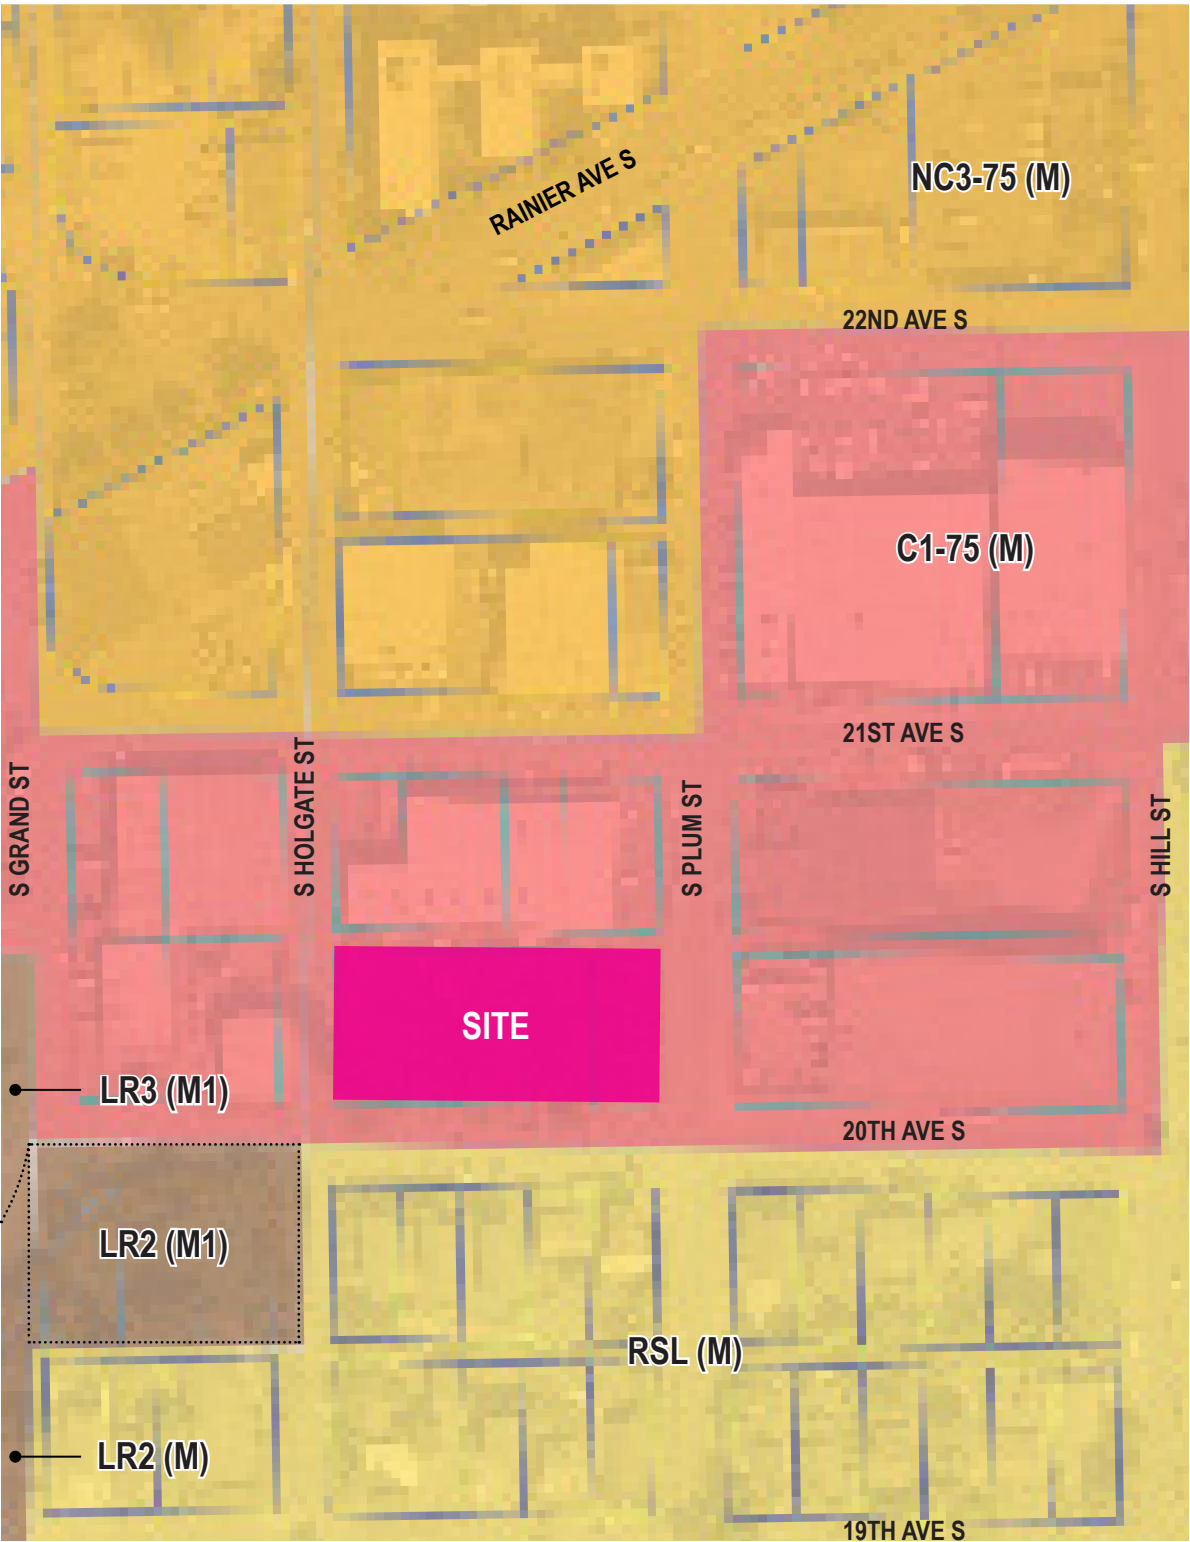 RAINIER AVE S
NC3-75 (M)
22ND AVE S
C1-75 (M)
21ST AVE S
S GRAND ST
S HOLGATE ST
S PLUM ST
S HILL ST
SITE
LR3 (M1)
20TH AVE S
LR2 (M1)
RSL (M)
LR2 (M)
19TH AVE S